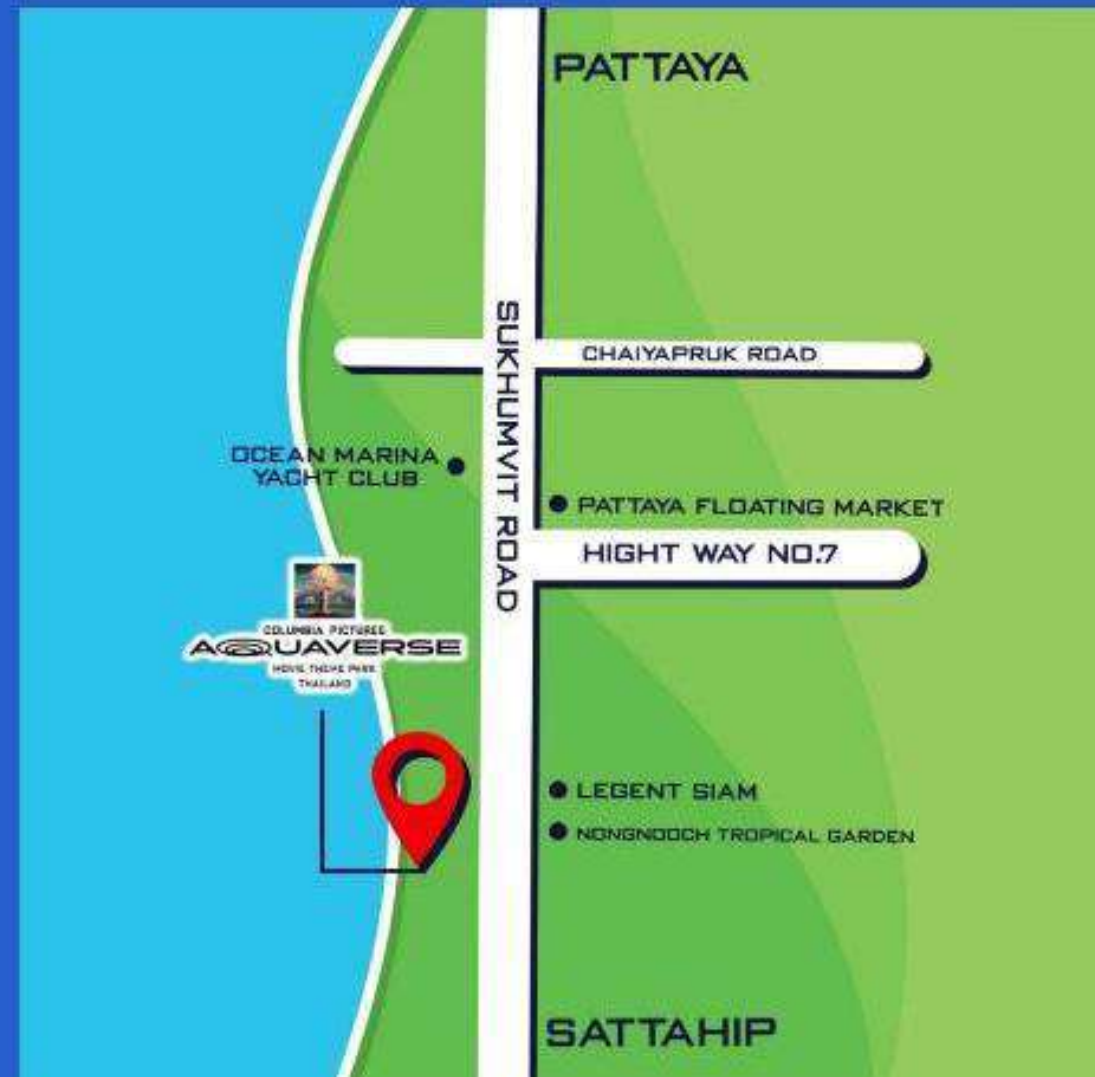 PATTAYA
SUKHUMVIT ROAD
CHAIYAPRUK ROAD
OCEAN MARINA
YACHT CLUB
PATTAYA FLOATING MARKET
HIGHT WAY NO.7
COLUMBIA PICTURES
AQUAVERSE
MOVIE THEME PARK
THAILAND
LEGENT SIAM
NONGNOOCH TROPICAL GARDEN
SATTAHIP